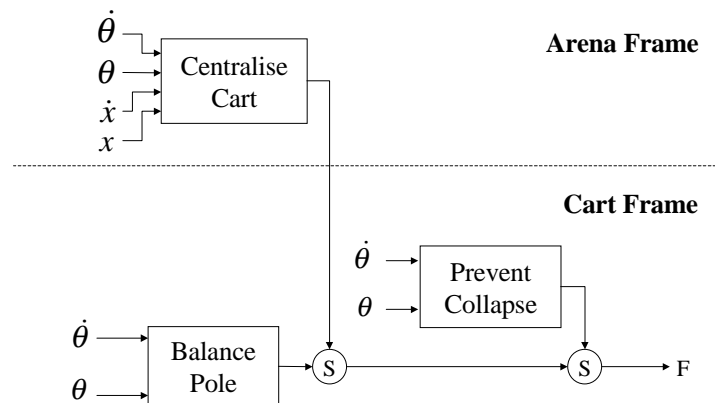 θ̇
Arena Frame
θ
Centralise
Cart
ẋ
x
Cart Frame
θ̇
Prevent
Collapse
θ
θ̇
Balance
Pole
θ
S
S
F